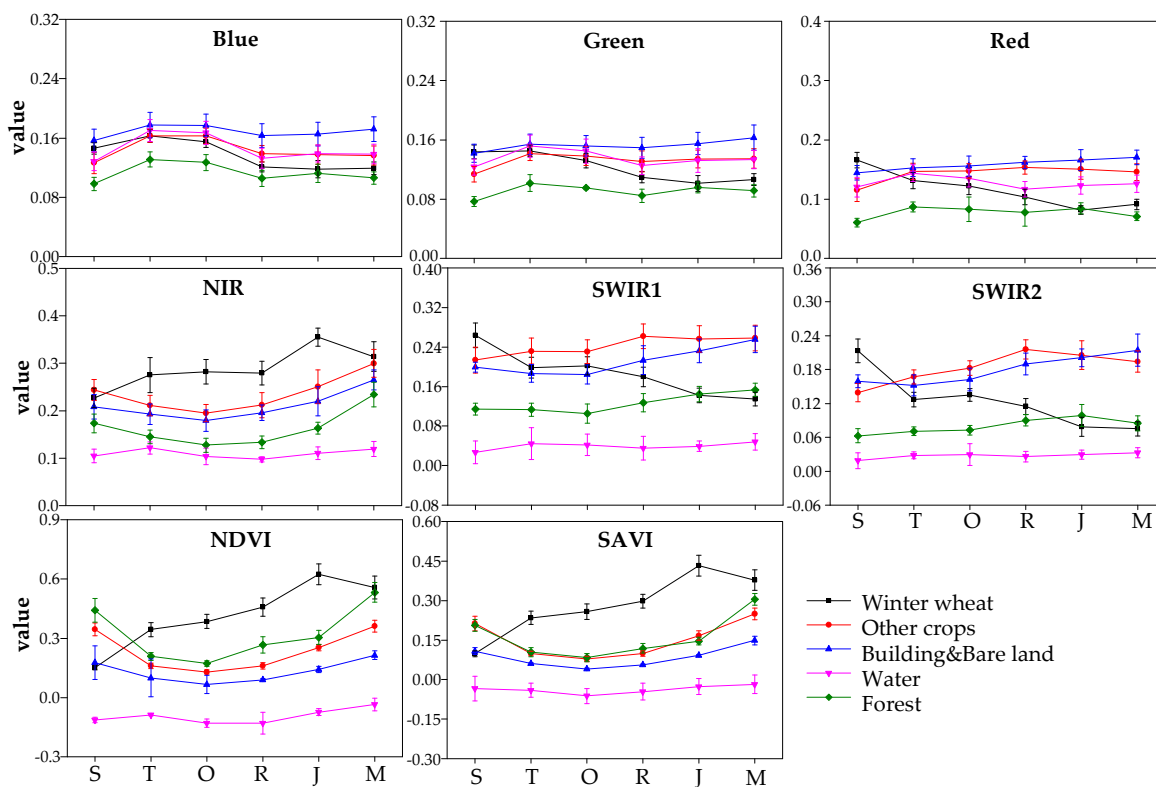 Blue
Green
Red
value
0.32
0.24
0.16
0.08
0.00
0.32
0.24
0.16
0.08
0.00
0.4
0.3
0.2
0.1
0.0
NIR
SWIR1
SWIR2
value
0.5
0.4
0.3
0.2
0.1
0.0
0.40
0.32
0.24
0.16
0.08
0.00
-0.08
0.36
0.30
0.24
0.18
0.12
0.06
0.00
-0.06
S T O R J M
NDVI
SAVI
value
0.9
0.6
0.3
0.0
-0.3
0.60
0.45
0.30
0.15
0.00
-0.15
-0.30
S T O R J M
S T O R J M
Winter wheat
Other crops
Building&Bare land
Water
Forest